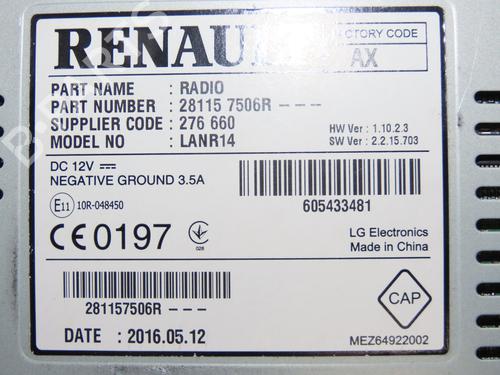 RENAU
FACTORY CODE
AX
PART NAME : RADIO
PART NUMBER : 28115 7506R - - -
SUPPLIER CODE : 276 660
MODEL NO : LANR14
HW Ver : 1.10.2.3
SW Ver : 2.2.15.703
DC 12V
NEGATIVE GROUND 3.5A
E11 10R-048450
605433481
CE0197
028
LG Electronics
Made in China
281157506R - - -
CAP
DATE : 2016.05.12
MEZ64922002